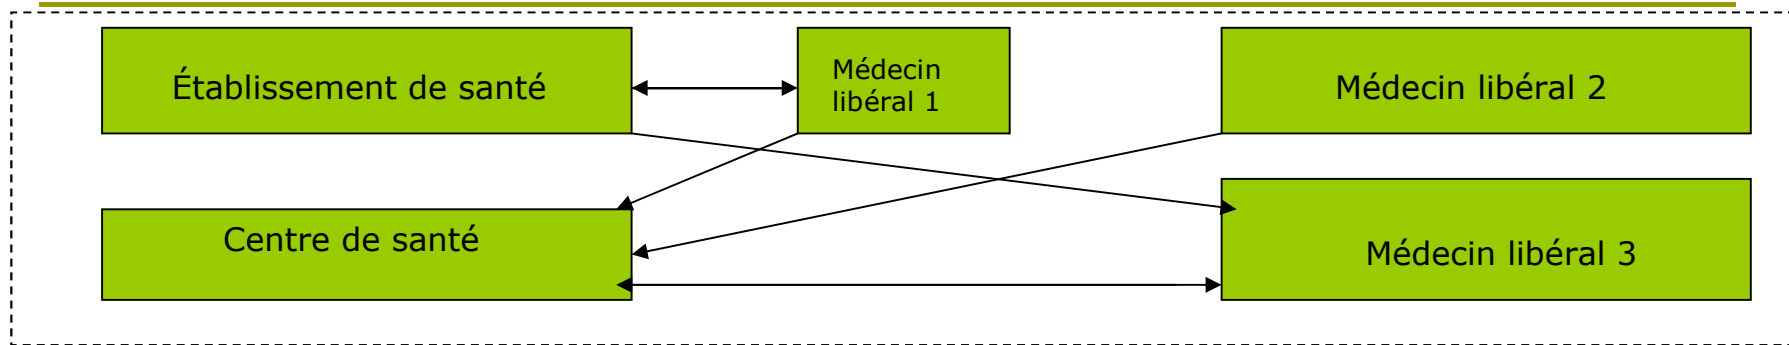 Établissement de santé
Médecin
libéral 1
Médecin libéral 2
Centre de santé
Médecin libéral 3